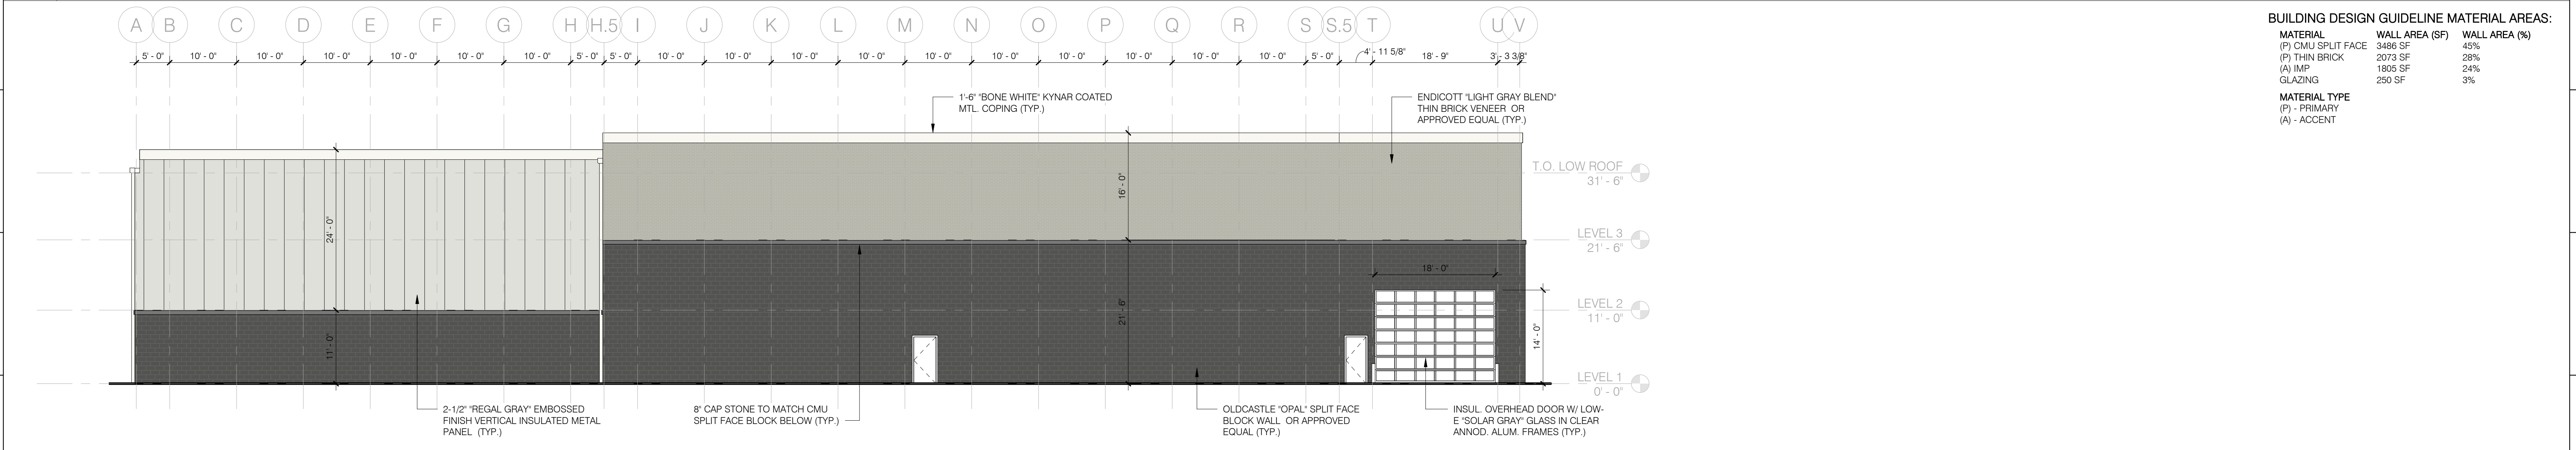 A B C D E F G H H.5 I J K L M N O P Q R S S.5 T U V
5' - 0" 10' - 0" 10' - 0" 10' - 0" 10' - 0" 10' - 0" 10' - 0" 5' - 0" 5' - 0" 10' - 0" 10' - 0" 10' - 0" 10' - 0" 10' - 0" 10' - 0" 10' - 0" 10' - 0" 10' - 0" 10' - 0" 5' - 0" 4' - 11 5/8" 18' - 9" 3' - 3 3/8"
BUILDING DESIGN GUIDELINE MATERIAL AREAS:
MATERIAL WALL AREA (SF) WALL AREA (%)
(P) CMU SPLIT FACE 3486 SF 45%
(P) THIN BRICK 2073 SF 28%
(A) IMP 1805 SF 24%
GLAZING 250 SF 3%
MATERIAL TYPE
(P) - PRIMARY
(A) - ACCENT
1'-6" "BONE WHITE" KYNAR COATED
MTL. COPING (TYP.)
ENDICOTT "LIGHT GRAY BLEND"
THIN BRICK VENEER OR
APPROVED EQUAL (TYP.)
T.O. LOW ROOF
31' - 6"
16' - 0"
24' - 0"
LEVEL 3
21' - 6"
18' - 0"
LEVEL 2
11' - 0"
21' - 6"
14' - 0"
11' - 0"
LEVEL 1
0' - 0"
2-1/2" "REGAL GRAY" EMBOSSED
FINISH VERTICAL INSULATED METAL
PANEL (TYP.)
8" CAP STONE TO MATCH CMU
SPLIT FACE BLOCK BELOW (TYP.)
OLDCASTLE "OPAL" SPLIT FACE
BLOCK WALL OR APPROVED
EQUAL (TYP.)
INSUL. OVERHEAD DOOR W/ LOW-
E "SOLAR GRAY" GLASS IN CLEAR
ANNOD. ALUM. FRAMES (TYP.)